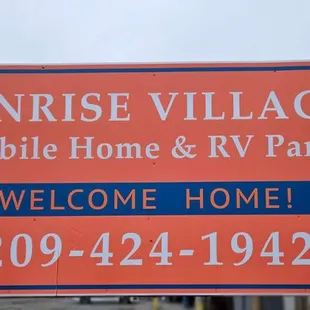 NRISE VILLAG
bile Home & RV Par
WELCOME HOME!
209-424-1942